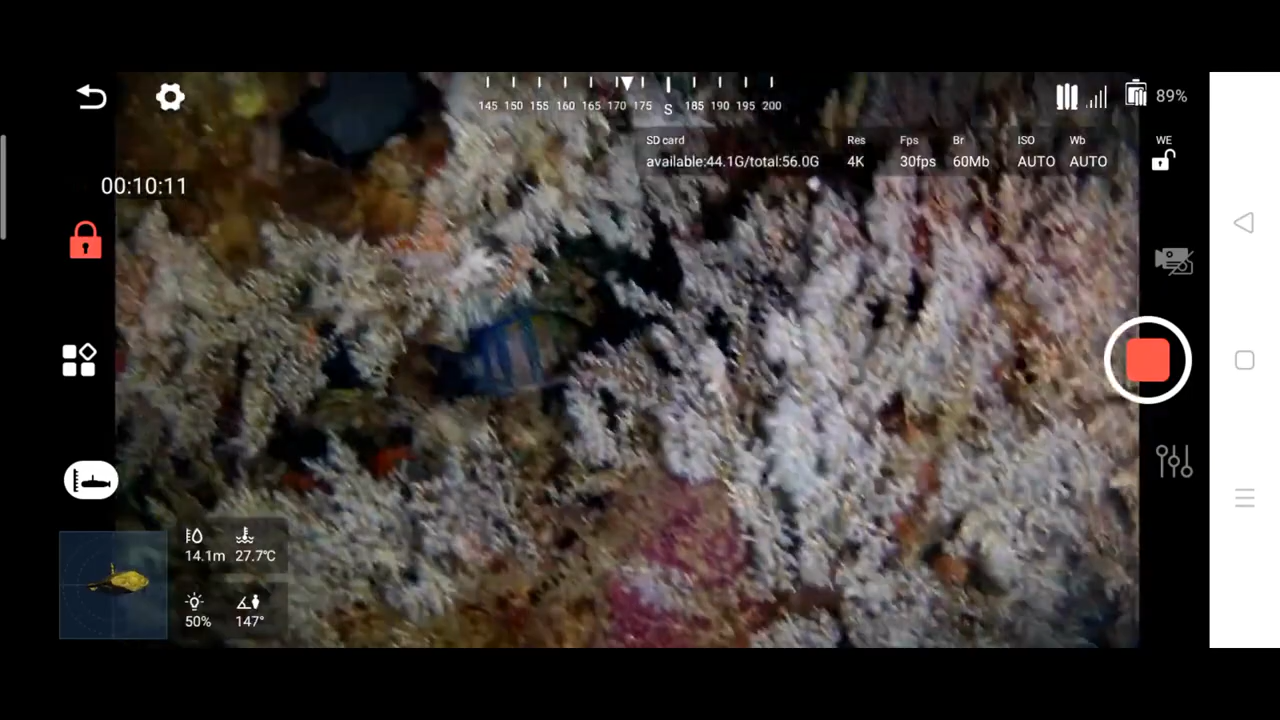 145 150 155 160 165 170 175 S 185 190 195 200
89%
SD card Res Fps Br ISO Wb WE
available:44.1G/total:56.0G 4K 30fps 60Mb AUTO AUTO
00:10:11
14.1m 27.7℃
50% 147°